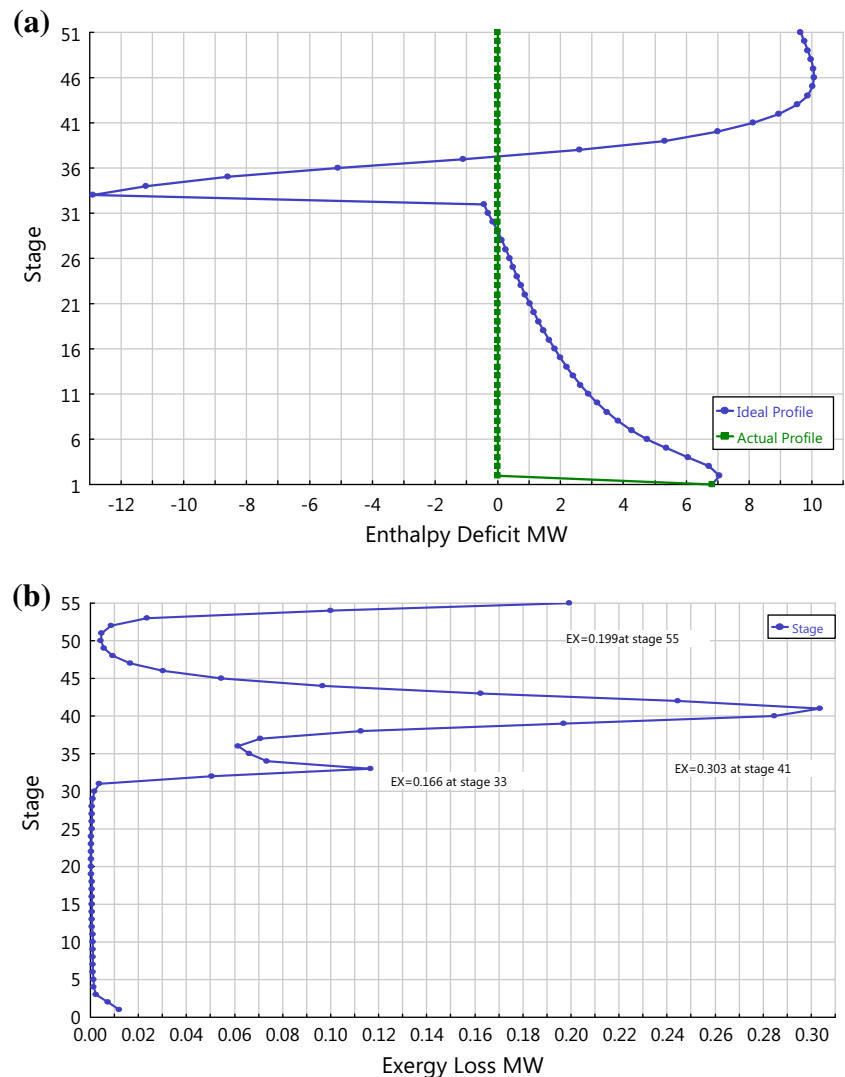 (a)
51
46
41
36
31
26
21
16
11
6
1
Stage
-12 -10 -8 -6 -4 -2 0 2 4 6 8 10
Enthalpy Deficit MW
Ideal Profile
Actual Profile
(b)
55
50
45
40
35
30
25
20
15
10
5
0
Stage
Stage
EX=0.199at stage 55
EX=0.303 at stage 41
EX=0.166 at stage 33
0.00 0.02 0.04 0.06 0.08 0.10 0.12 0.14 0.16 0.18 0.20 0.22 0.24 0.26 0.28 0.30
Exergy Loss MW